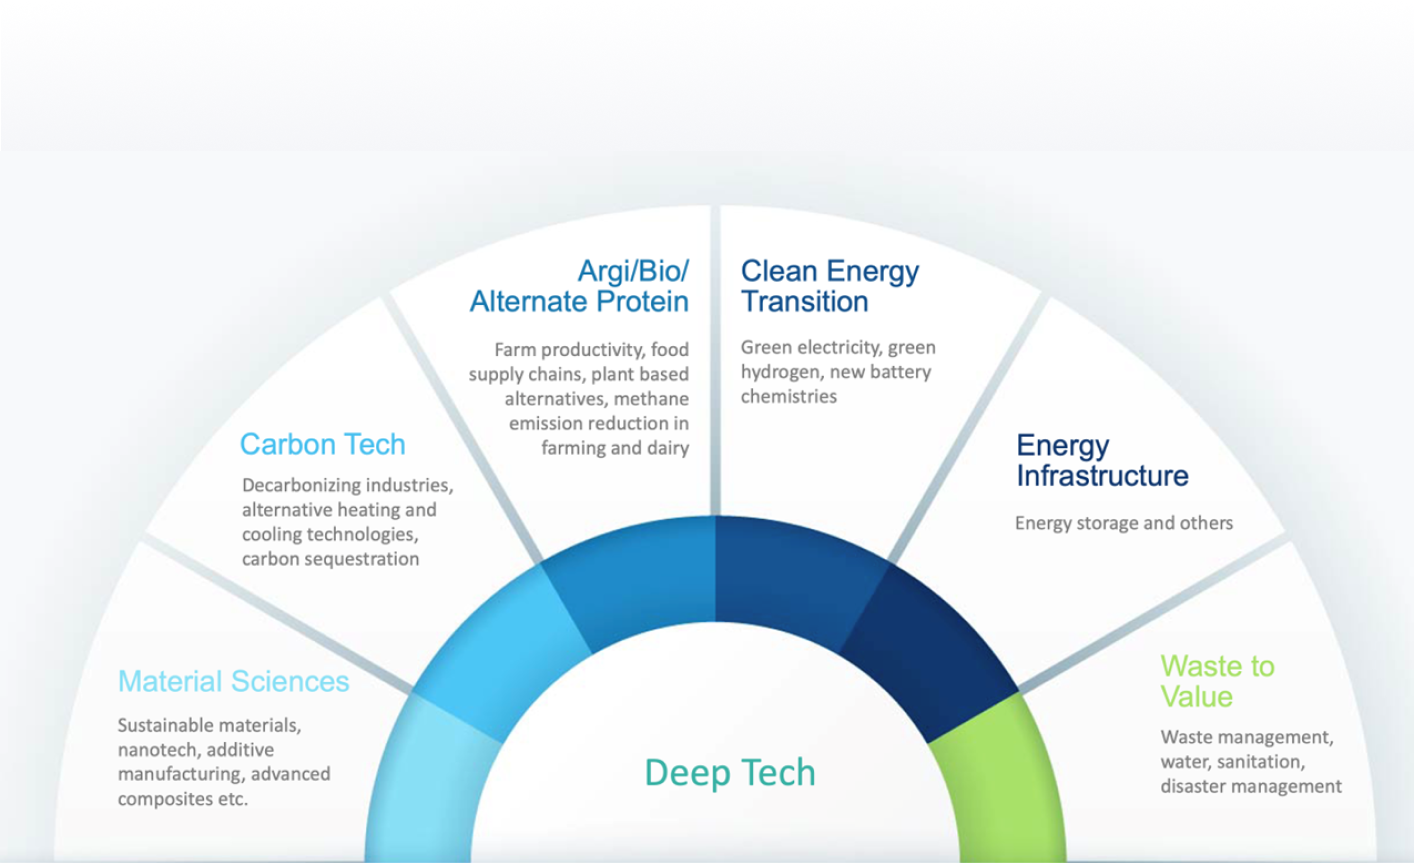 Argi/Bio/
Alternate Protein
Farm productivity, food
supply chains, plant based
alternatives, methane
emission reduction in
farming and dairy
Clean Energy
Transition
Green electricity, green
hydrogen, new battery
chemistries
Carbon Tech
Decarbonizing industries,
alternative heating and
cooling technologies,
carbon sequestration
Energy
Infrastructure
Energy storage and others
Material Sciences
Sustainable materials,
nanotech, additive
manufacturing, advanced
composites etc.
Deep Tech
Waste to
Value
Waste management,
water, sanitation,
disaster management